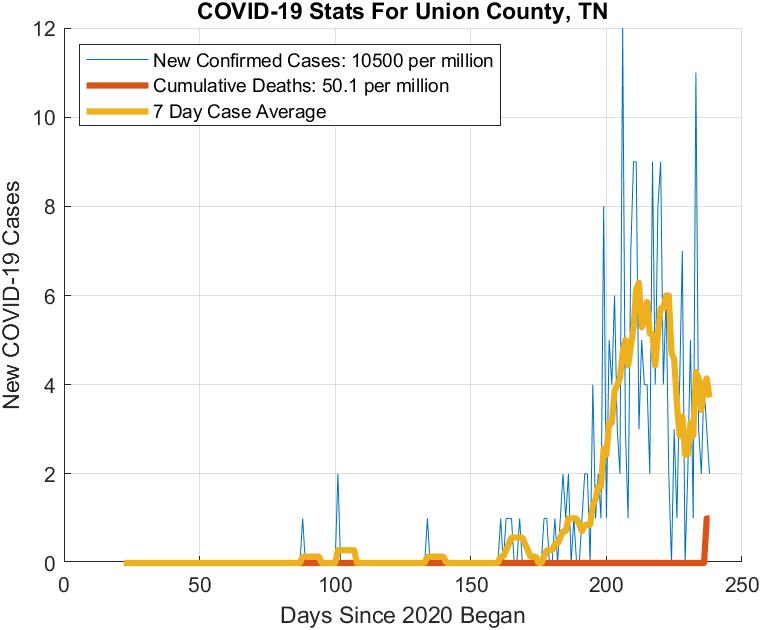 COVID-19 Stats For Union County, TN
New Confirmed Cases: 10500 per million
Cumulative Deaths: 50.1 per million
7 Day Case Average
New COVID-19 Cases
12
10
8
6
4
2
0
0 50 100 150 200 250
Days Since 2020 Began